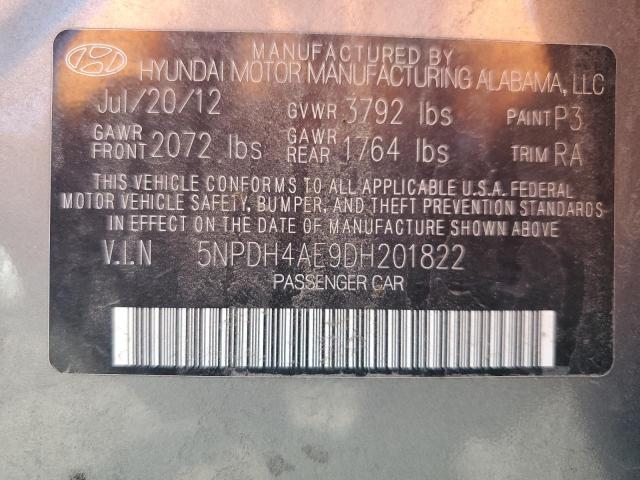 MANUFACTURED BY
HYUNDAI MOTOR MANUFACTURING ALABAMA, LLC
Jul/20/12 GVWR 3792 lbs PAINT P3
GAWR FRONT 2072 lbs GAWR REAR 1764 lbs TRIM RA
THIS VEHICLE CONFORMS TO ALL APPLICABLE U.S.A. FEDERAL
MOTOR VEHICLE SAFETY, BUMPER, AND THEFT PREVENTION STANDARDS
IN EFFECT ON THE DATE OF MANUFACTURE SHOWN ABOVE.
V.I.N 5NPDH4AE9DH201822
PASSENGER CAR